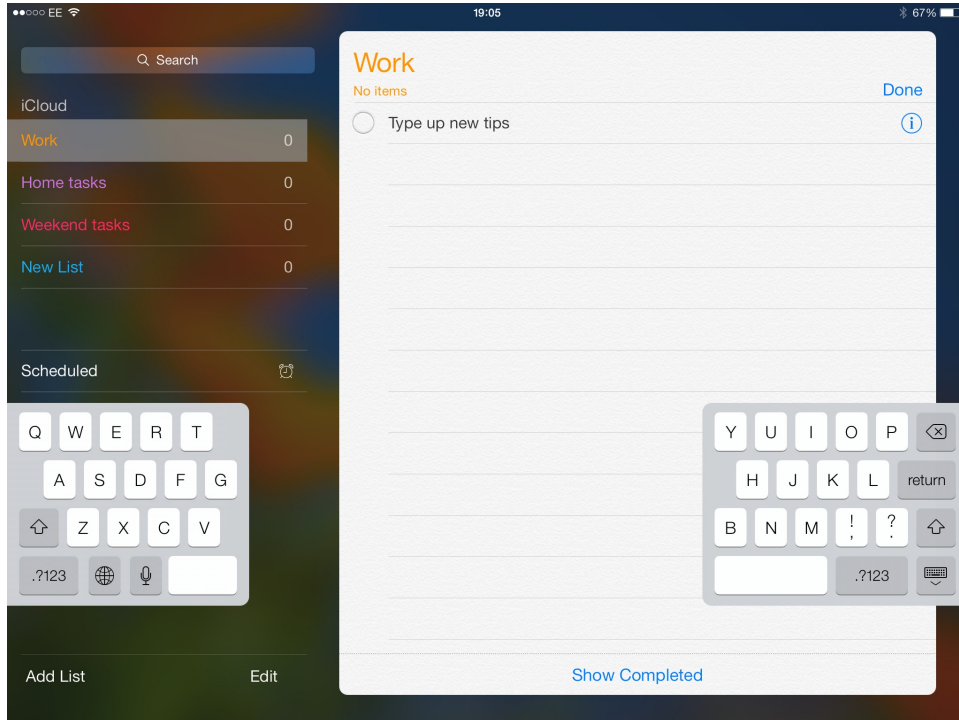 EE 19:05 67%
Search
iCloud
Work 0
Home tasks 0
Weekend tasks 0
New List 0
Scheduled
Add List Edit
Work
No items Done
Type up new tips
Show Completed
Q W E R T
A S D F G
Z X C V
.?123
Y U I O P
H J K L return
B N M ! , ? .
.?123